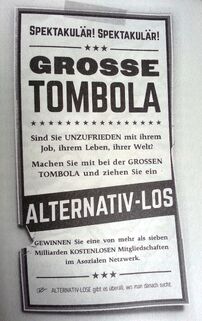 SPEKTAKULÄR! SPEKTAKULÄR!
GROSSE
TOMBOLA
Sind Sie UNZUFRIEDEN mit ihrem
Job, ihrem Leben, ihrer Welt?
Machen Sie mit bei der GROSSEN
TOMBOLA und ziehen Sie ein
ALTERNATIV-LOS
GEWINNEN Sie eine von mehr als sieben
Milliarden KOSTENLOSEN Mitgliedschaften
im Asozialen Netzwerk.
ALTERNATIV-LOSE gibt es überall, wo man danach sucht.